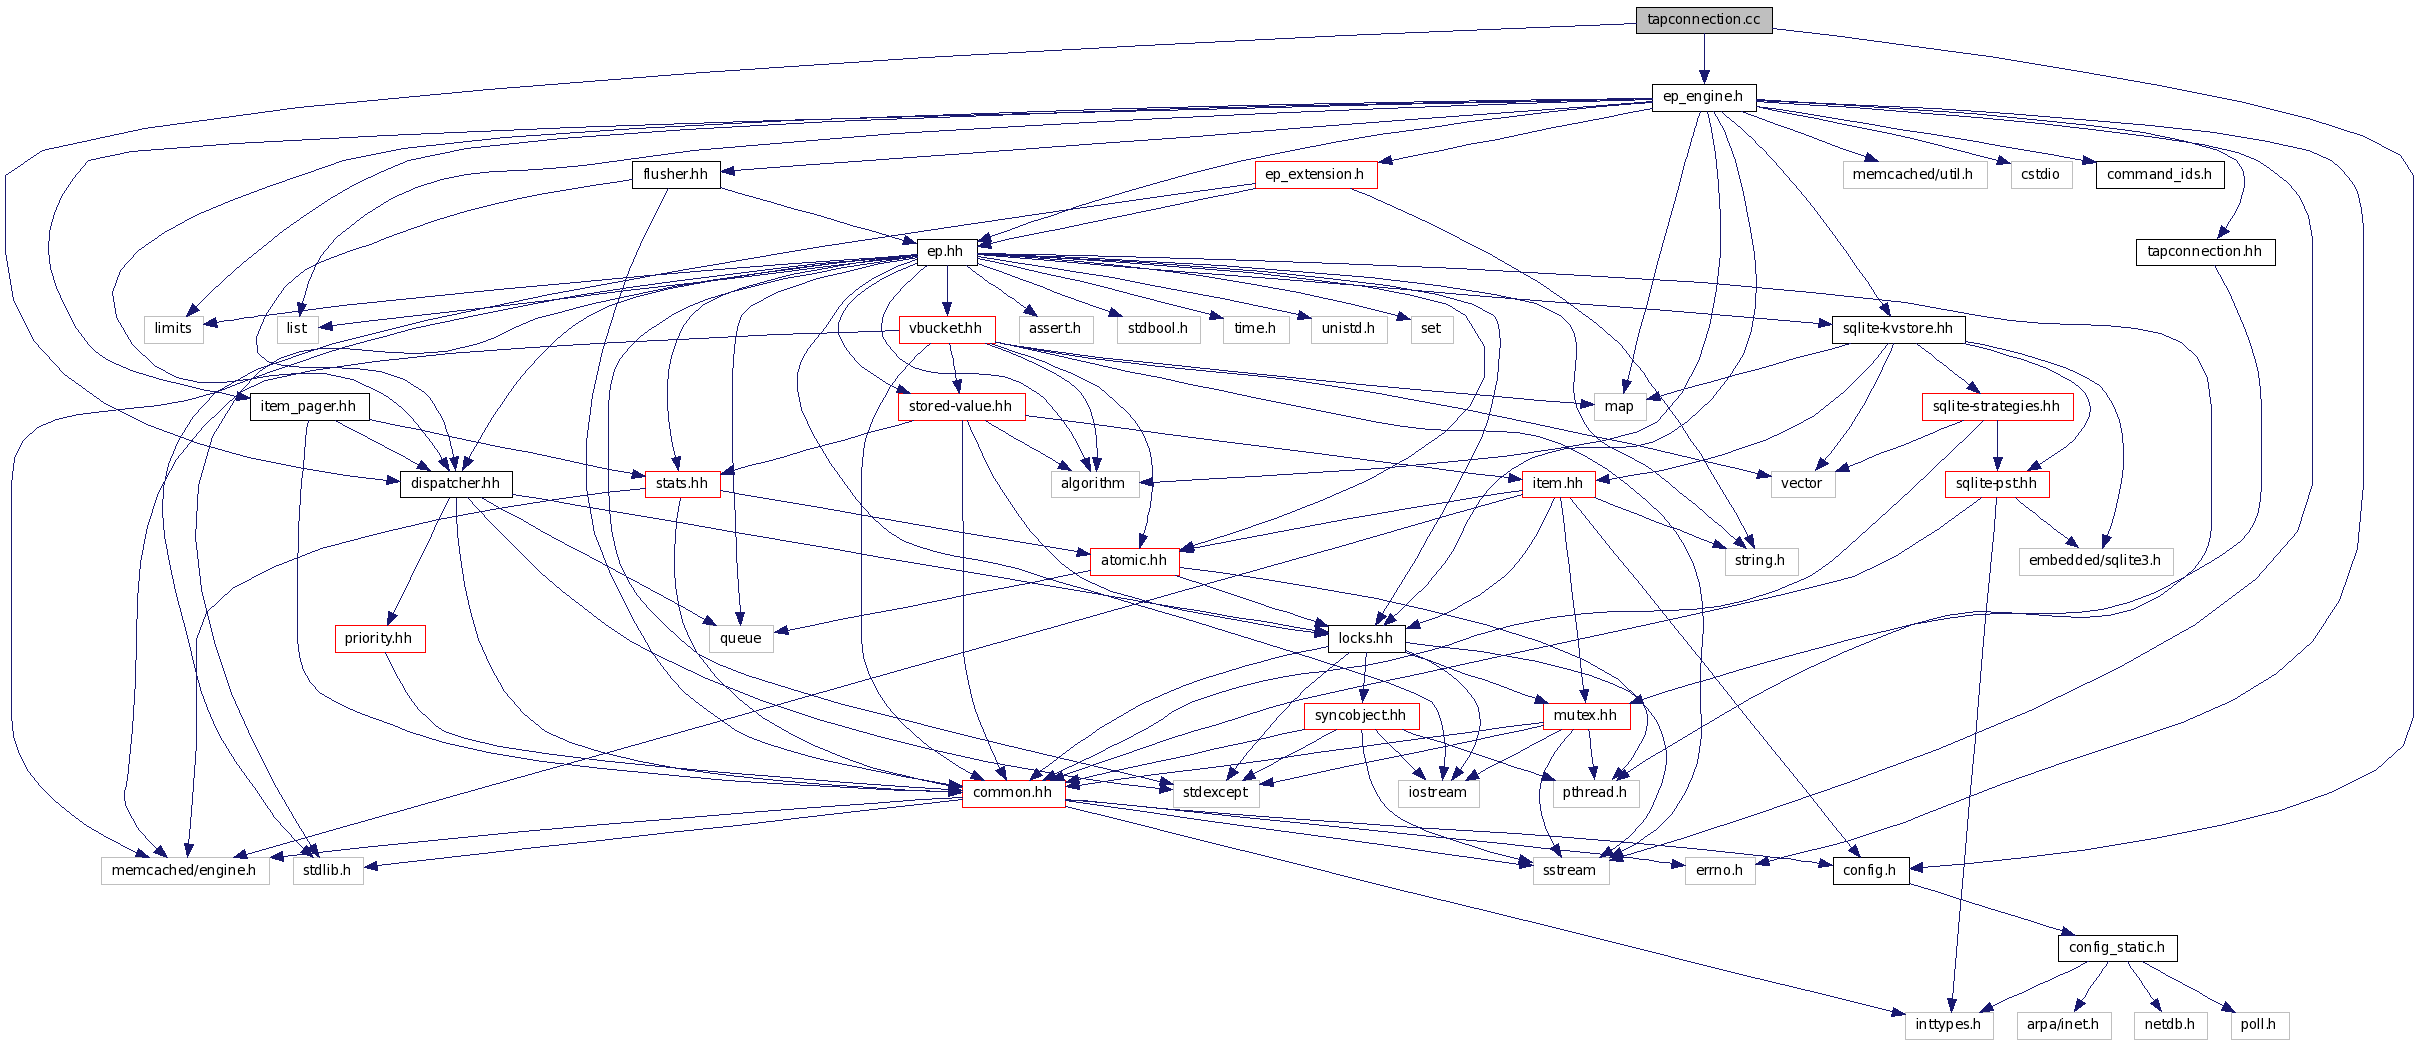 tapconnection.cc
ep_engine.h
flusher.hh
ep_extension.h
memcached/util.h
cstdio
command_ids.h
ep.hh
tapconnection.hh
limits
list
vbucket.hh
assert.h
stdbool.h
time.h
unistd.h
set
sqlite-kvstore.hh
item_pager.hh
stored-value.hh
map
sqlite-strategies.hh
dispatcher.hh
stats.hh
algorithm
item.hh
vector
sqlite-pst.hh
atomic.hh
string.h
embedded/sqlite3.h
priority.hh
queue
locks.hh
syncobject.hh
mutex.hh
common.hh
stdexcept
iostream
pthread.h
memcached/engine.h
stdlib.h
sstream
errno.h
config.h
config_static.h
inttypes.h
arpa/inet.h
netdb.h
poll.h